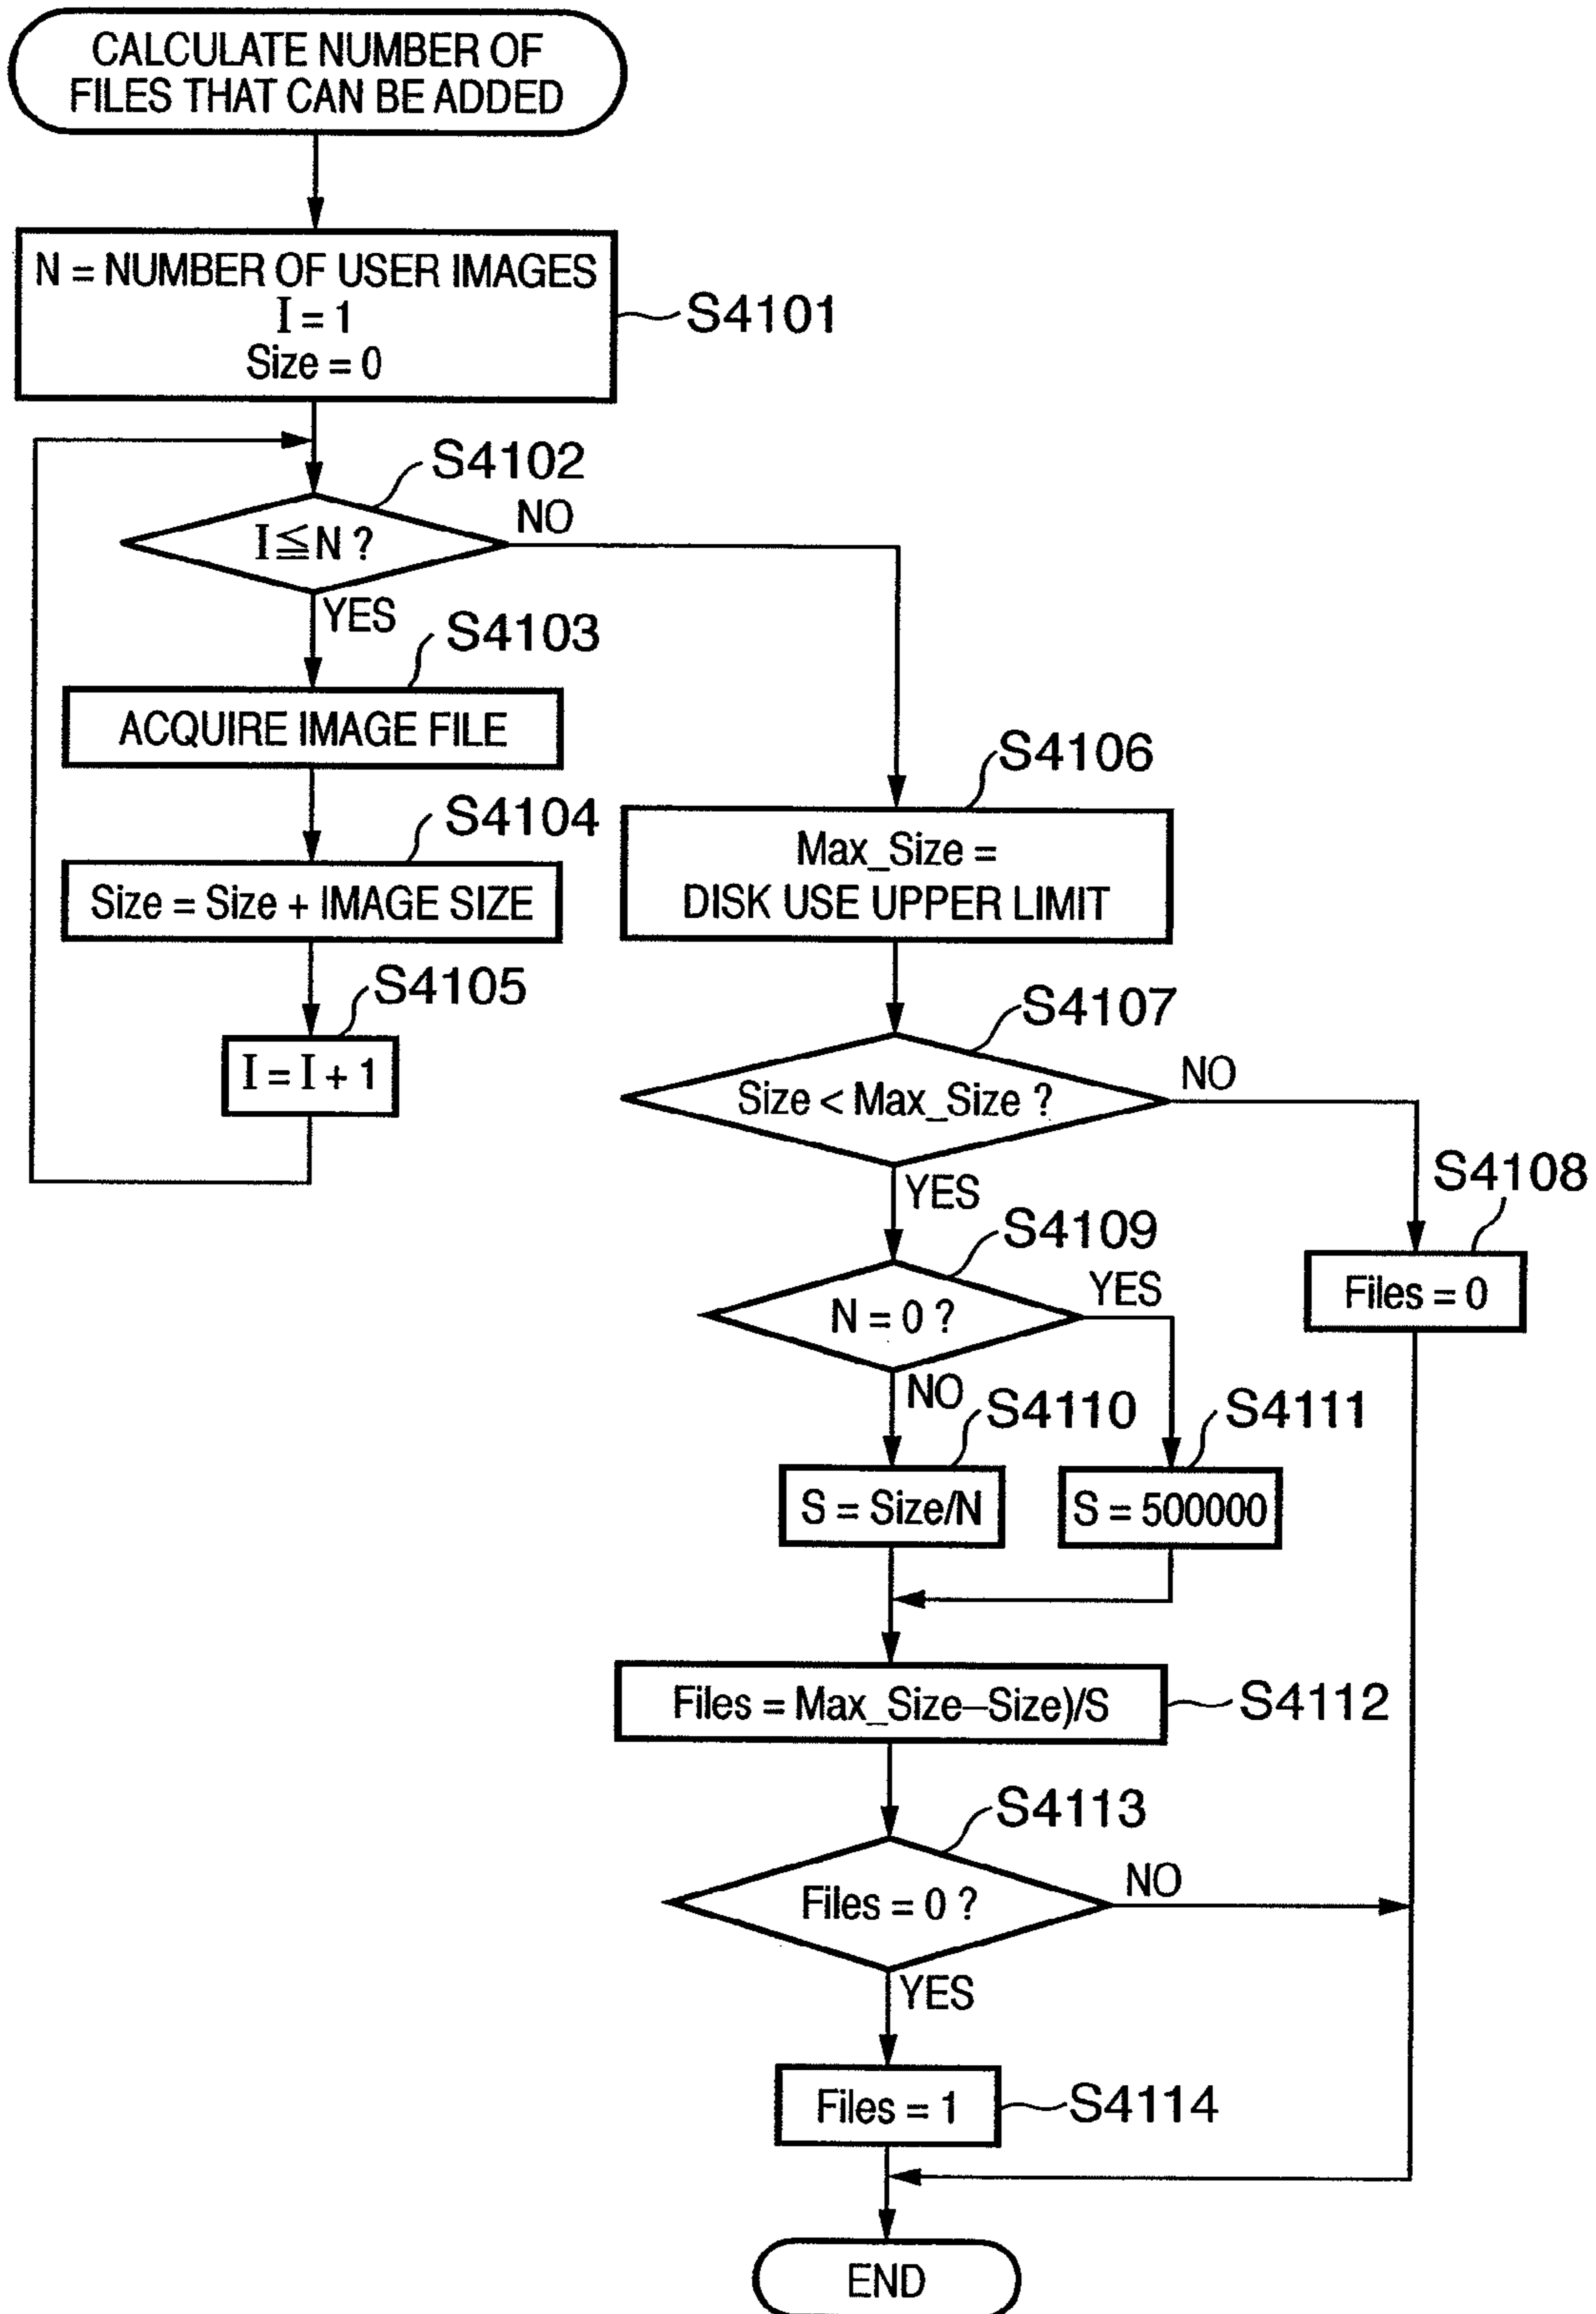 CALCULATE NUMBER OF
FILES THAT CAN BE ADDED
N = NUMBER OF USER IMAGES
I = 1
Size = 0
S4101
S4102
I ≦ N ?
NO
YES
S4103
ACQUIRE IMAGE FILE
S4104
Size = Size + IMAGE SIZE
S4105
I = I + 1
S4106
Max_Size =
DISK USE UPPER LIMIT
S4107
Size < Max_Size ?
NO
YES
S4108
Files = 0
S4109
N = 0 ?
YES
NO
S4110
S = Size/N
S4111
S = 500000
Files = Max_Size–Size)/S
S4112
S4113
Files = 0 ?
NO
YES
Files = 1
S4114
END